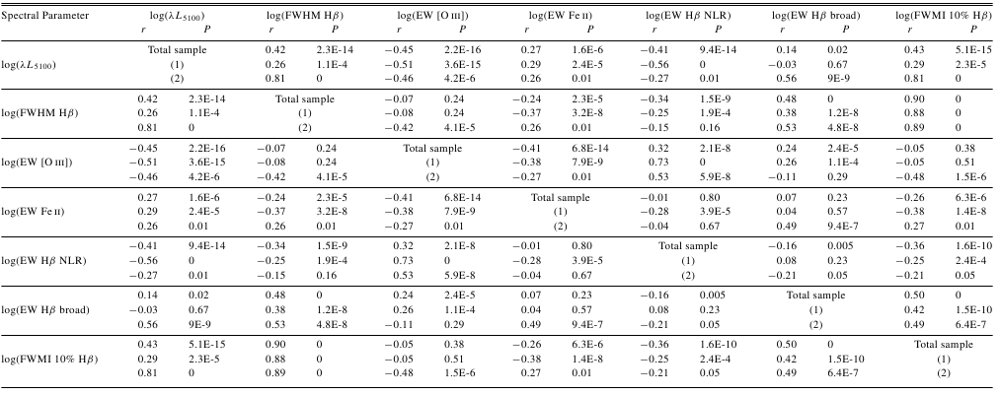 Spectral Parameter log(λL5100) log(FWHM Hβ) log(EW [O III]) log(EW Fe II) log(EW Hβ NLR) log(EW Hβ broad) log(FWMI 10% Hβ)
r P r P r P r P r P r P r P
Total sample 0.42 2.3E-14 −0.45 2.2E-16 0.27 1.6E-6 −0.41 9.4E-14 0.14 0.02 0.43 5.1E-15
log(λL5100) (1) 0.26 1.1E-4 −0.51 3.6E-15 0.29 2.4E-5 −0.56 0 −0.03 0.67 0.29 2.3E-5
(2) 0.81 0 −0.46 4.2E-6 0.26 0.01 −0.27 0.01 0.56 9E-9 0.81 0
0.42 2.3E-14 Total sample −0.07 0.24 −0.24 2.3E-5 −0.34 1.5E-9 0.48 0 0.90 0
log(FWHM Hβ) 0.26 1.1E-4 (1) −0.08 0.24 −0.37 3.2E-8 −0.25 1.9E-4 0.38 1.2E-8 0.88 0
0.81 0 (2) −0.42 4.1E-5 0.26 0.01 −0.15 0.16 0.53 4.8E-8 0.89 0
−0.45 2.2E-16 −0.07 0.24 Total sample −0.41 6.8E-14 0.32 2.1E-8 0.24 2.4E-5 −0.05 0.38
log(EW [O III]) −0.51 3.6E-15 −0.08 0.24 (1) −0.38 7.9E-9 0.73 0 0.26 1.1E-4 −0.05 0.51
−0.46 4.2E-6 −0.42 4.1E-5 (2) −0.27 0.01 0.53 5.9E-8 −0.11 0.29 −0.48 1.5E-6
0.27 1.6E-6 −0.24 2.3E-5 −0.41 6.8E-14 Total sample −0.01 0.80 0.07 0.23 −0.26 6.3E-6
log(EW Fe II) 0.29 2.4E-5 −0.37 3.2E-8 −0.38 7.9E-9 (1) −0.28 3.9E-5 0.04 0.57 −0.38 1.4E-8
0.26 0.01 0.26 0.01 −0.27 0.01 (2) −0.04 0.67 0.49 9.4E-7 0.27 0.01
−0.41 9.4E-14 −0.34 1.5E-9 0.32 2.1E-8 −0.01 0.80 Total sample −0.16 0.005 −0.36 1.6E-10
log(EW Hβ NLR) −0.56 0 −0.25 1.9E-4 0.73 0 −0.28 3.9E-5 (1) 0.08 0.23 −0.25 2.4E-4
−0.27 0.01 −0.15 0.16 0.53 5.9E-8 −0.04 0.67 (2) −0.21 0.05 −0.21 0.05
0.14 0.02 0.48 0 0.24 2.4E-5 0.07 0.23 −0.16 0.005 Total sample 0.50 0
log(EW Hβ broad) −0.03 0.67 0.38 1.2E-8 0.26 1.1E-4 0.04 0.57 0.08 0.23 (1) 0.42 1.5E-10
0.56 9E-9 0.53 4.8E-8 −0.11 0.29 0.49 9.4E-7 −0.21 0.05 (2) 0.49 6.4E-7
0.43 5.1E-15 0.90 0 −0.05 0.38 −0.26 6.3E-6 −0.36 1.6E-10 0.50 0 Total sample
log(FWMI 10% Hβ) 0.29 2.3E-5 0.88 0 −0.05 0.51 −0.38 1.4E-8 −0.25 2.4E-4 0.42 1.5E-10 (1)
0.81 0 0.89 0 −0.48 1.5E-6 0.27 0.01 −0.21 0.05 0.49 6.4E-7 (2)